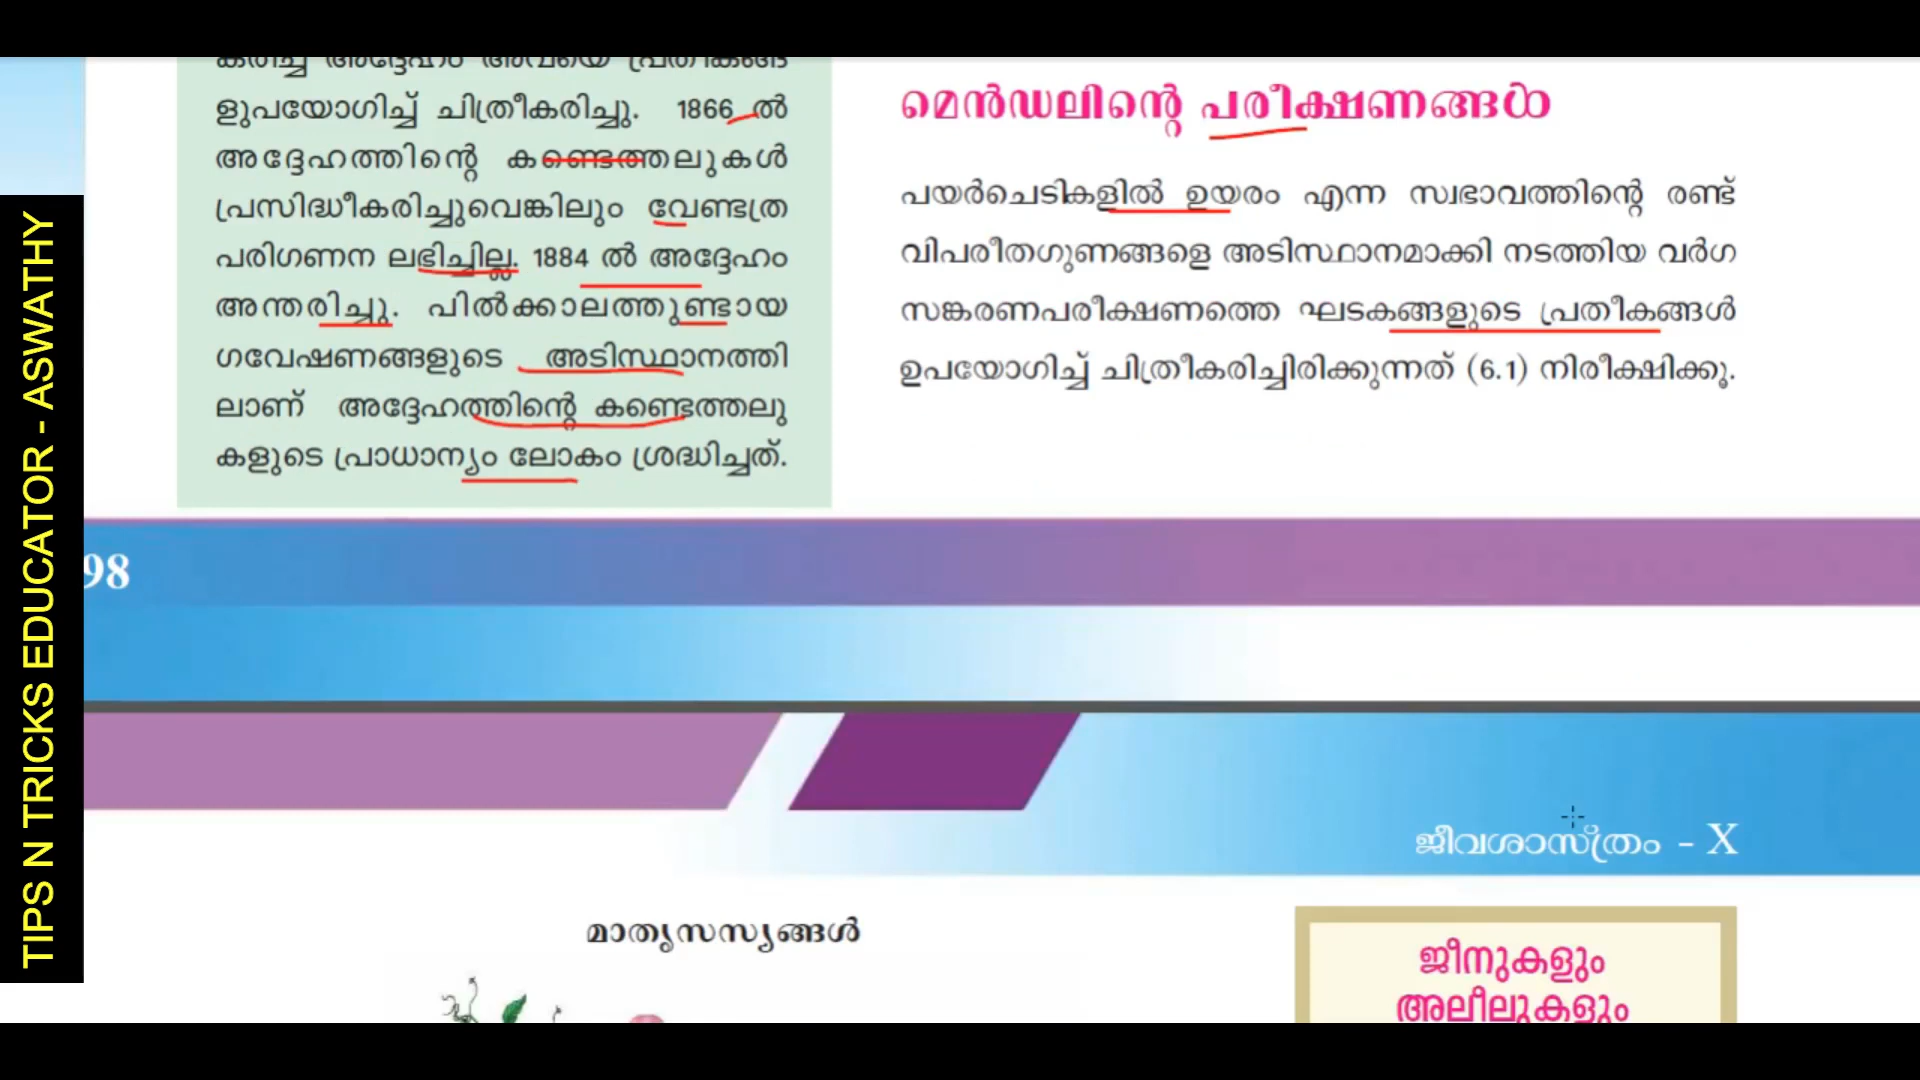 TIPS N TRICKS EDUCATOR - ASWATHY
ളുപയോഗിച്ച് ചിത്രീകരിച്ചു. 1866 ൽ
അദ്ദേഹത്തിന്റെ കണ്ടെത്തലുകൾ
പ്രസിദ്ധീകരിച്ചുവെങ്കിലും വേണ്ടത്ര
പരിഗണന ലഭിച്ചില്ല. 1884 ൽ അദ്ദേഹം
അന്തരിച്ചു. പിൽക്കാലത്തുണ്ടായ
ഗവേഷണങ്ങളുടെ അടിസ്ഥാനത്തി
ലാണ് അദ്ദേഹത്തിന്റെ കണ്ടെത്തലു
കളുടെ പ്രാധാന്യം ലോകം ശ്രദ്ധിച്ചത്.
മെൻഡലിന്റെ പരീക്ഷണങ്ങൾ
പയർചെടികളിൽ ഉയരം എന്ന സ്വഭാവത്തിന്റെ രണ്ട്
വിപരീതഗുണങ്ങളെ അടിസ്ഥാനമാക്കി നടത്തിയ വർഗ
സങ്കരണപരീക്ഷണത്തെ ഘടകങ്ങളുടെ പ്രതീകങ്ങൾ
ഉപയോഗിച്ച് ചിത്രീകരിച്ചിരിക്കുന്നത് (6.1) നിരീക്ഷിക്കൂ.
98
ജീവശാസ്ത്രം - X
മാതൃസസ്യങ്ങൾ
ജീനുകളും
അലീലുകളും